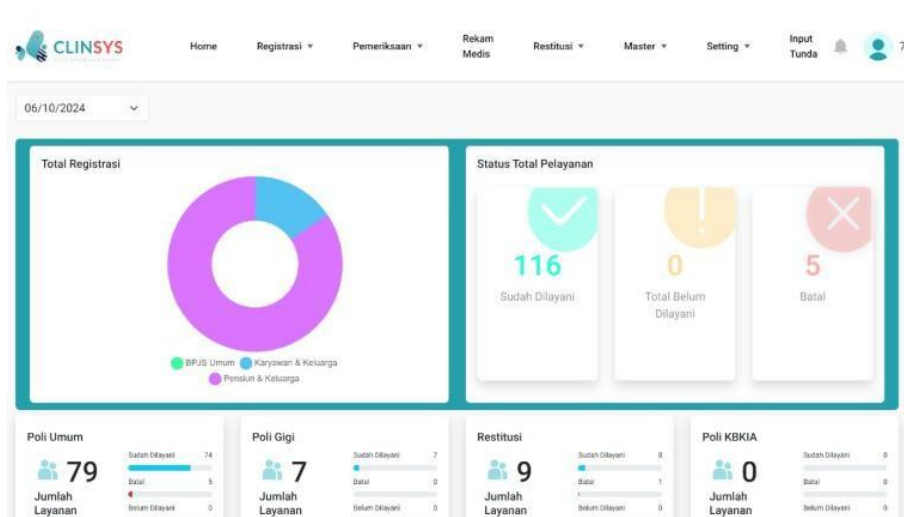 CLINSYS
Home
Registrasi
Pemeriksaan
Rekam
Medis
Restitusi
Master
Setting
Input
Tunda
7
06/10/2024
Total Registrasi
BPJS Umum
Karyawan & Keluarga
Pensiun & Keluarga
Status Total Pelayanan
116
Sudah Dilayani
0
Total Belum
Dilayani
5
Batal
Poli Umum
79
Jumlah
Layanan
Sudah Dilayani 74
Batal 5
Belum Dilayani 0
Poli Gigi
7
Jumlah
Layanan
Sudah Dilayani 7
Batal 0
Belum Dilayani 0
Restitusi
9
Jumlah
Layanan
Sudah Dilayani 8
Batal 1
Belum Dilayani 0
Poli KBKIA
0
Jumlah
Layanan
Sudah Dilayani 0
Batal 0
Belum Dilayani 0